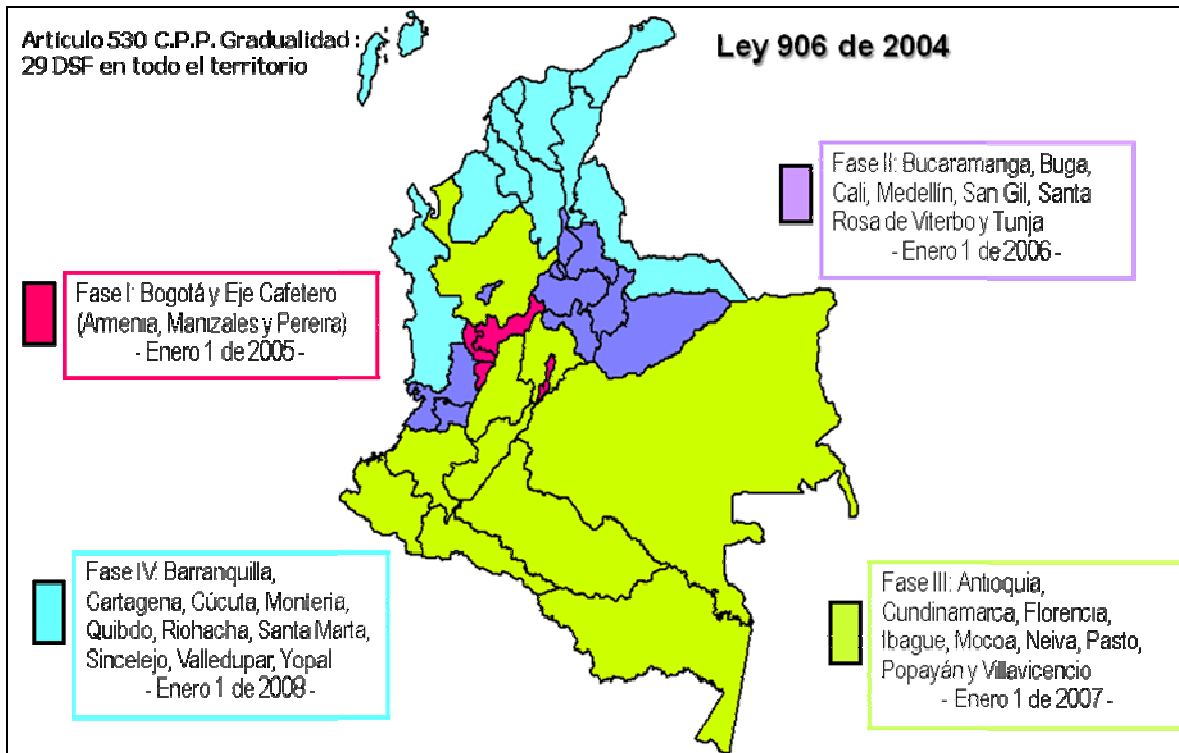 Artículo 530 C.P.P. Gradualidad :
29 DSF en todo el territorio
Ley 906 de 2004
Fase II: Bucaramanga, Buga,
Cali, Medellín, San Gil, Santa
Rosa de Viterbo y Tunja
- Enero 1 de 2006 -
Fase I: Bogotá y Eje Cafetero
(Armenia, Manizales y Pereira)
- Enero 1 de 2005 -
Fase IV: Barranquilla,
Cartagena, Cúcuta, Montería,
Quibdo, Riohacha, Santa Marta,
Sincelejo, Valledupar, Yopal
- Enero 1 de 2008 -
Fase III: Antioquia,
Cundinamarca, Florencia,
Ibague, Mocoa, Neiva, Pasto,
Popayán y Villavicencio
- Enero 1 de 2007 -